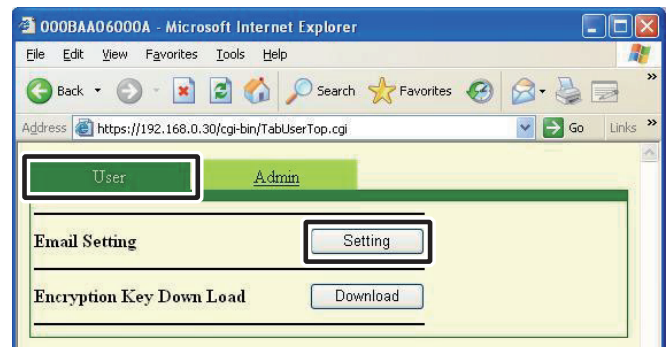 000BAA06000A - Microsoft Internet Explorer
File Edit View Favorites Tools Help
Back Search Favorites »
Address https://192.168.0.30/cgi-bin/TabUserTop.cgi Go Links »
User Admin
Email Setting Setting
Encryption Key Down Load Download